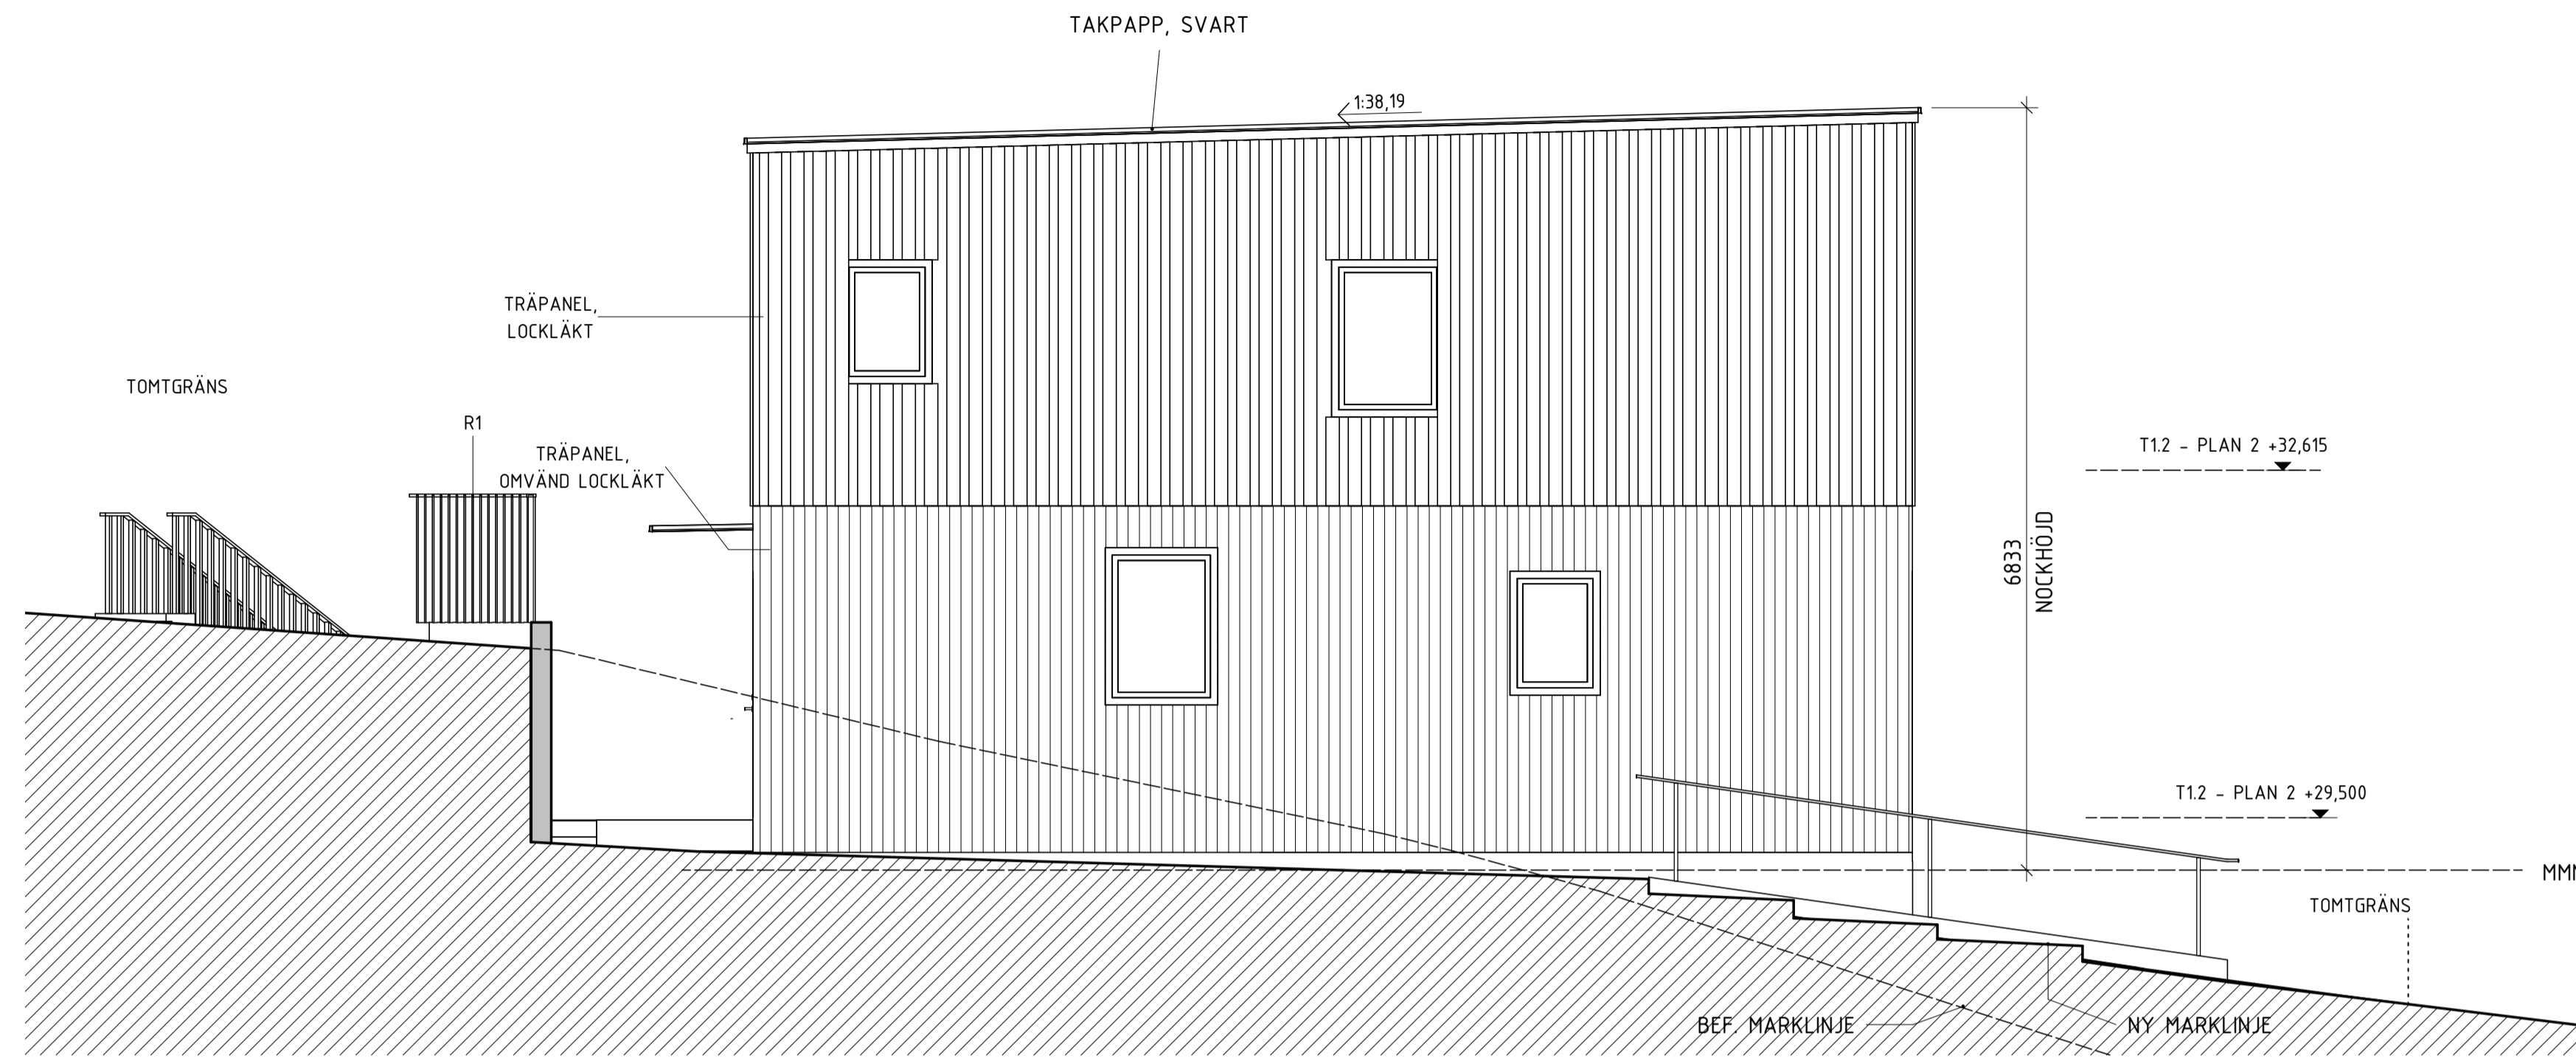 TAKPAPP, SVART
1:38,19
TRÄPANEL,
LOCKLÄKT
TOMTGRÄNS
R1
TRÄPANEL,
OMVÄND LOCKLÄKT
T1.2 - PLAN 2 +32,615
6833
NOCKHÖJD
T1.2 - PLAN 2 +29,500
TOMTGRÄNS
BEF. MARKLINJE
NY MARKLINJE